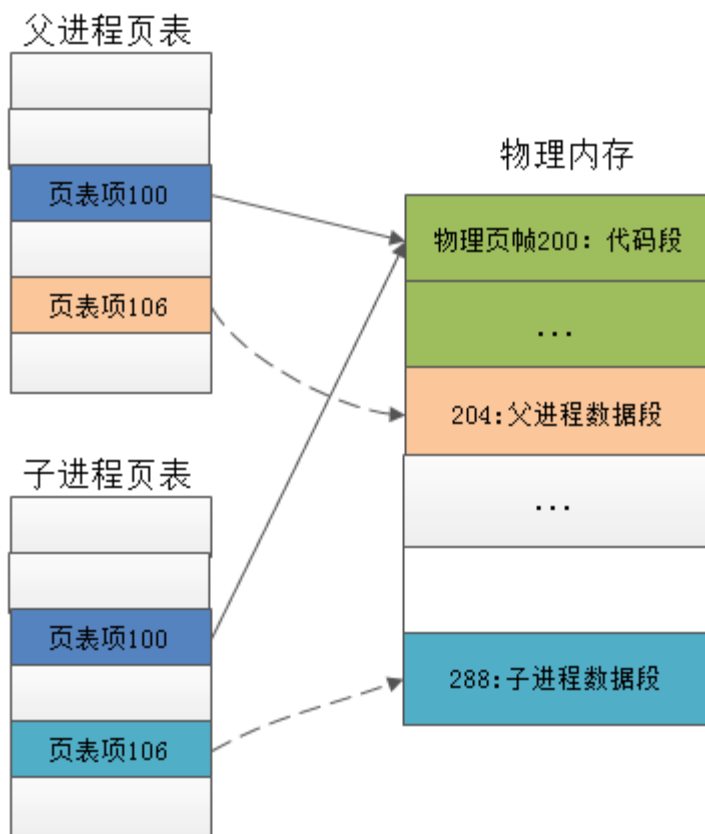 父进程页表
页表项100
页表项106
子进程页表
页表项100
页表项106
物理内存
物理页帧200: 代码段
...
204:父进程数据段
...
288:子进程数据段